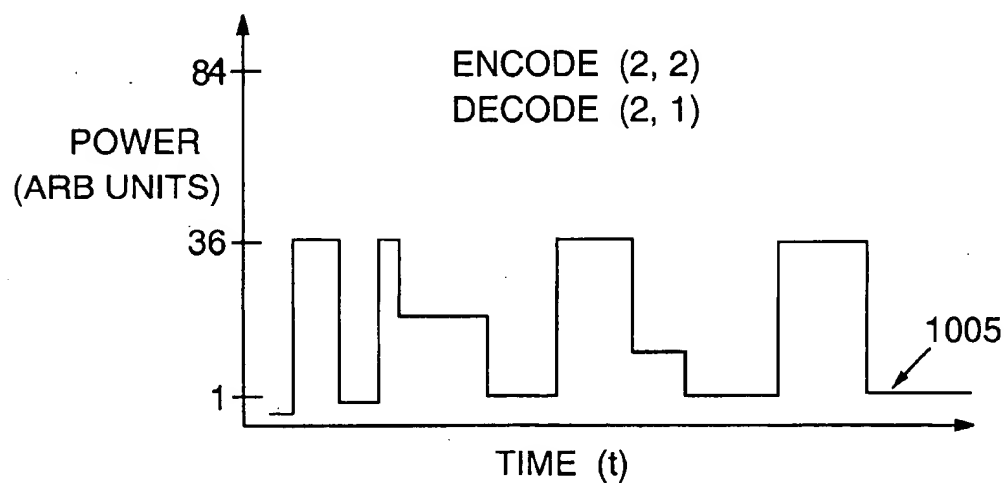 84
ENCODE (2, 2)
DECODE (2, 1)
POWER
(ARB UNITS)
36
1005
1
TIME (t)